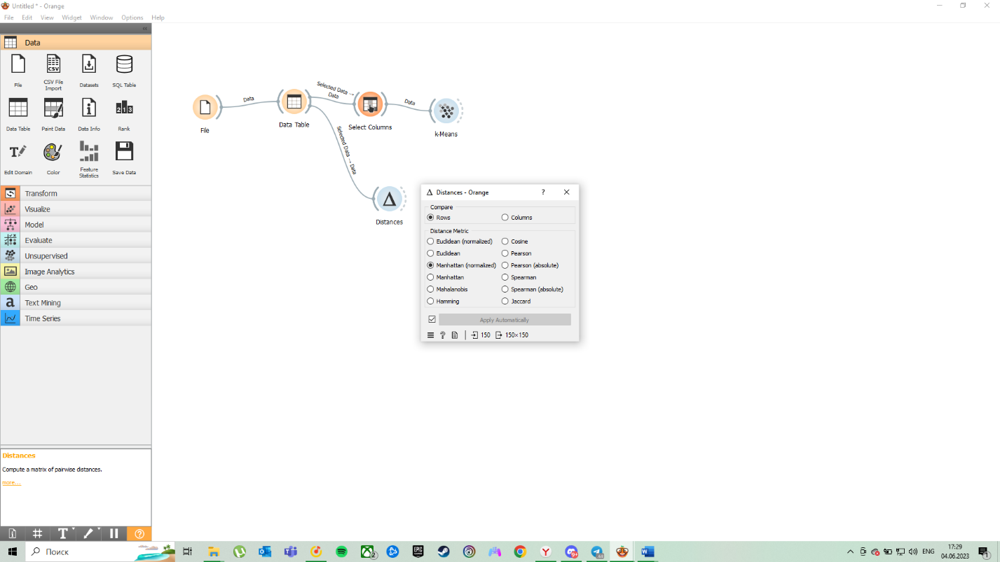 Untitled * - Orange
File Edit View Widget Window Options Help
«
Data
File CSV File Import Datasets SQL Table
Data Table Paint Data Data Info Rank
Edit Domain Color Feature Statistics Save Data
Transform
Visualize
Model
Evaluate
Unsupervised
Image Analytics
Geo
Text Mining
Time Series
Distances
Compute a matrix of pairwise distances.
more...
File
Data
Data Table
Selected Data → Data
Select Columns
Data
k-Means
Selected Data → Data
Distances
Distances - Orange ?
Compare
Rows Columns
Distance Metric
Euclidean (normalized) Cosine
Euclidean Pearson
Manhattan (normalized) Pearson (absolute)
Manhattan Spearman
Mahalanobis Spearman (absolute)
Hamming Jaccard
Apply Automatically
? 150 150×150
Поиск
ENG
17:29
04.06.2023